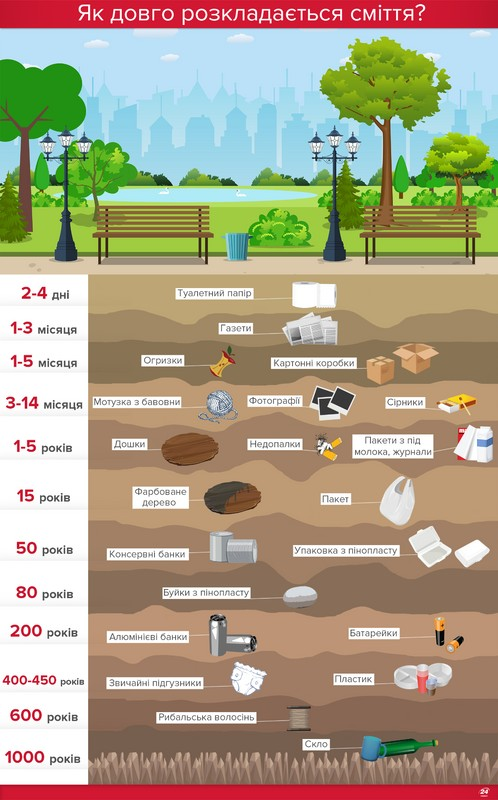 Як довго розкладається сміття?
2-4 дні
Туалетний папір
1-3 місяця
Газети
1-5 місяців
Огризки
Картонні коробки
3-14 місяця
Мотузка з бавовни
Фотографії
Сірники
1-5 років
Дошки
Недопалки
Пакети з під
молока, журнали
15 років
Фарбоване
дерево
Пакет
50 років
Консервні банки
Упаковка з пінопласту
80 років
Буйки з пінопласту
200 років
Алюмінієві банки
Батарейки
400-450 років
Звичайні підгузники
Пластик
600 років
Рибальська волосінь
1000 років
Скло
24